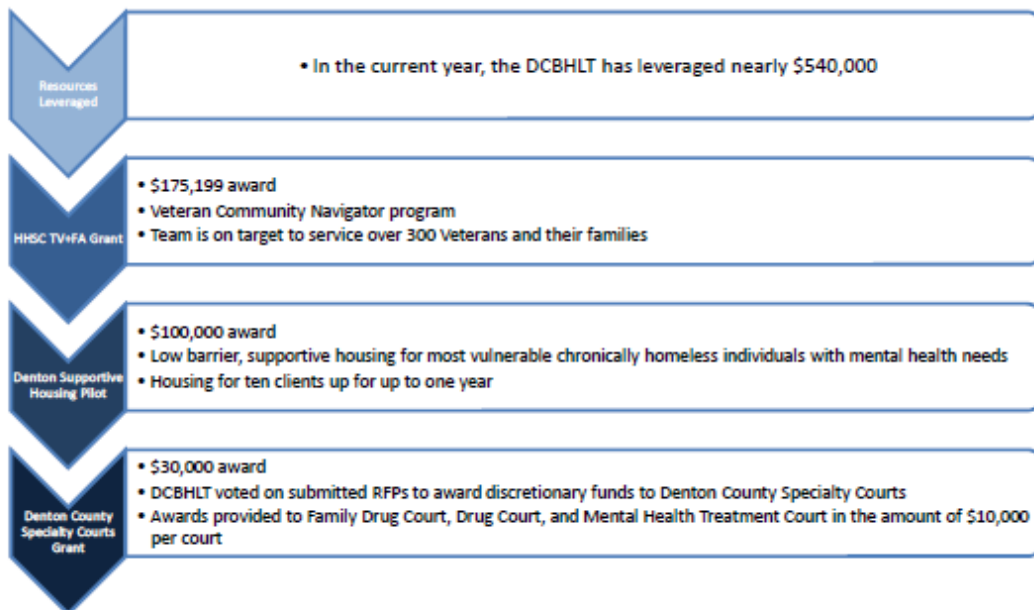 Resources
Leveraged
• In the current year, the DCBHLT has leveraged nearly $540,000
HHSC TV+FA Grant
• $175,199 award
• Veteran Community Navigator program
• Team is on target to service over 300 Veterans and their families
Denton Supportive
Housing Pilot
• $100,000 award
• Low barrier, supportive housing for most vulnerable chronically homeless individuals with mental health needs
• Housing for ten clients up for up to one year
Denton County
Specialty Courts
Grant
• $30,000 award
• DCBHLT voted on submitted RFPs to award discretionary funds to Denton County Specialty Courts
• Awards provided to Family Drug Court, Drug Court, and Mental Health Treatment Court in the amount of $10,000
per court